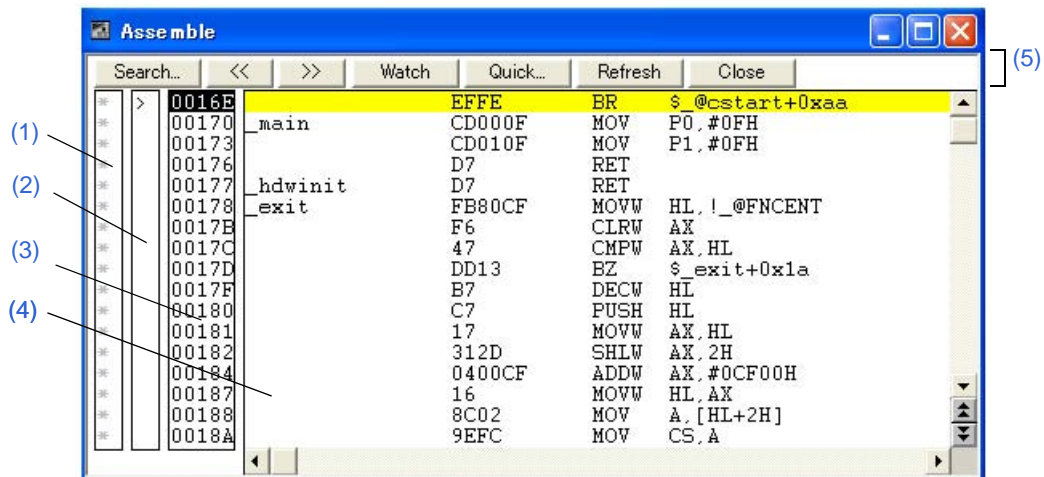 Assemble
Search... << >> Watch Quick... Refresh Close
(5)
* > 0016E EFFE BR $_@cstart+0xaa
* 00170 _main CD000F MOV P0,#0FH
(1)
* 00173 CD010F MOV P1,#0FH
* 00176 D7 RET
(2)
* 00177 _hdwinit D7 RET
* 00178 _exit FB80CF MOVW HL,!_@FNCENT
* 0017B F6 CLRW AX
* 0017C 47 CMPW AX,HL
(3)
* 0017D DD13 BZ $_exit+0x1a
* 0017F B7 DECW HL
* 00180 C7 PUSH HL
(4)
00181 17 MOVW AX,HL
* 00182 312D SHLW AX,2H
* 00184 0400CF ADDW AX,#0CF00H
* 00187 16 MOVW HL,AX
* 00188 8C02 MOV A,[HL+2H]
* 0018A 9EFC MOV CS,A